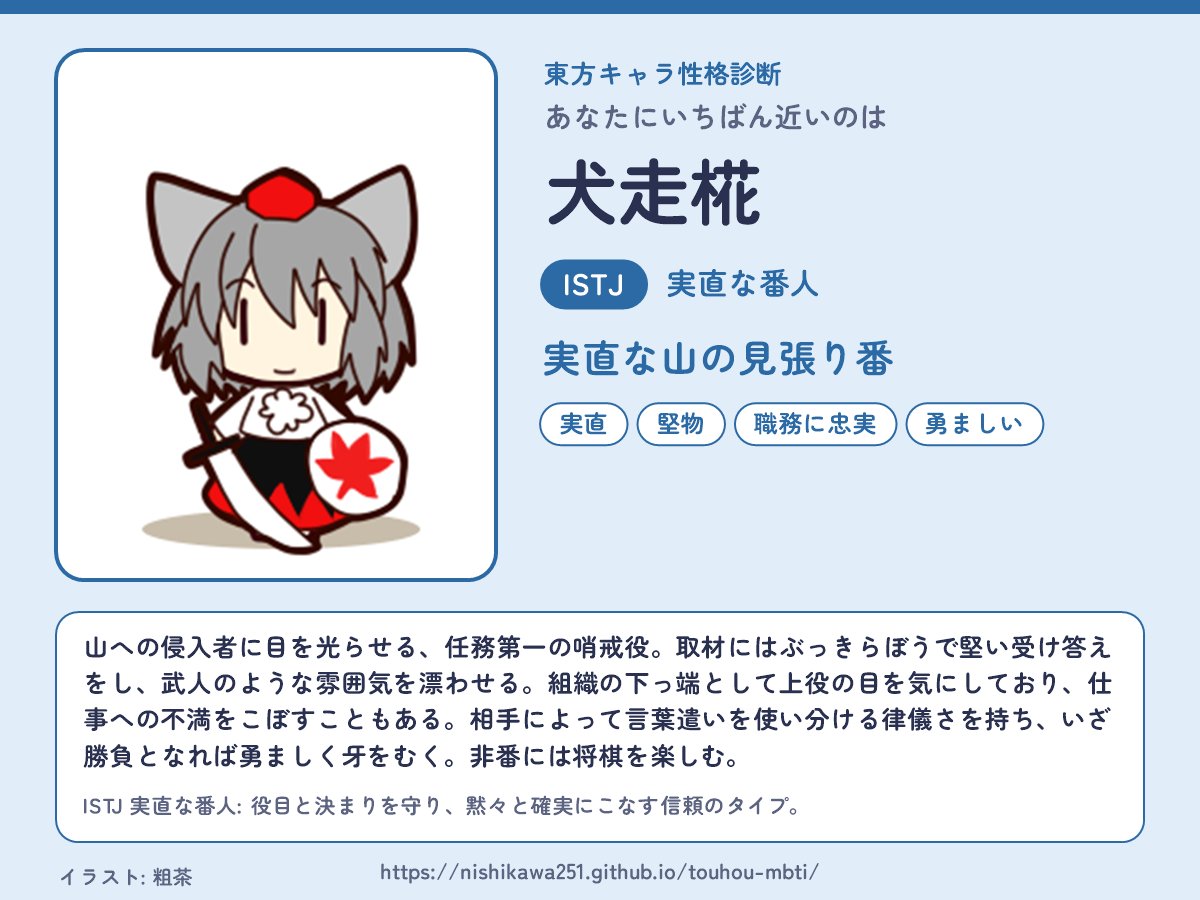 東方キャラ性格診断
あなたにいちばん近いのは
犬走椛
ISTJ 実直な番人
実直な山の見張り番
実直 堅物 職務に忠実 勇ましい
山への侵入者に目を光らせる、任務第一の哨戒役。取材にはぶっきらぼうで堅い受け答え
をし、武人のような雰囲気を漂わせる。組織の下っ端として上役の目を気にしており、仕
事への不満をこぼすこともある。相手によって言葉遣いを使い分ける律儀さを持ち、いざ
勝負となれば勇ましく牙をむく。非番には将棋を楽しむ。
ISTJ 実直な番人: 役目と決まりを守り、黙々と確実にこなす信頼のタイプ。
イラスト: 粗茶
https://nishikawa251.github.io/touhou-mbti/